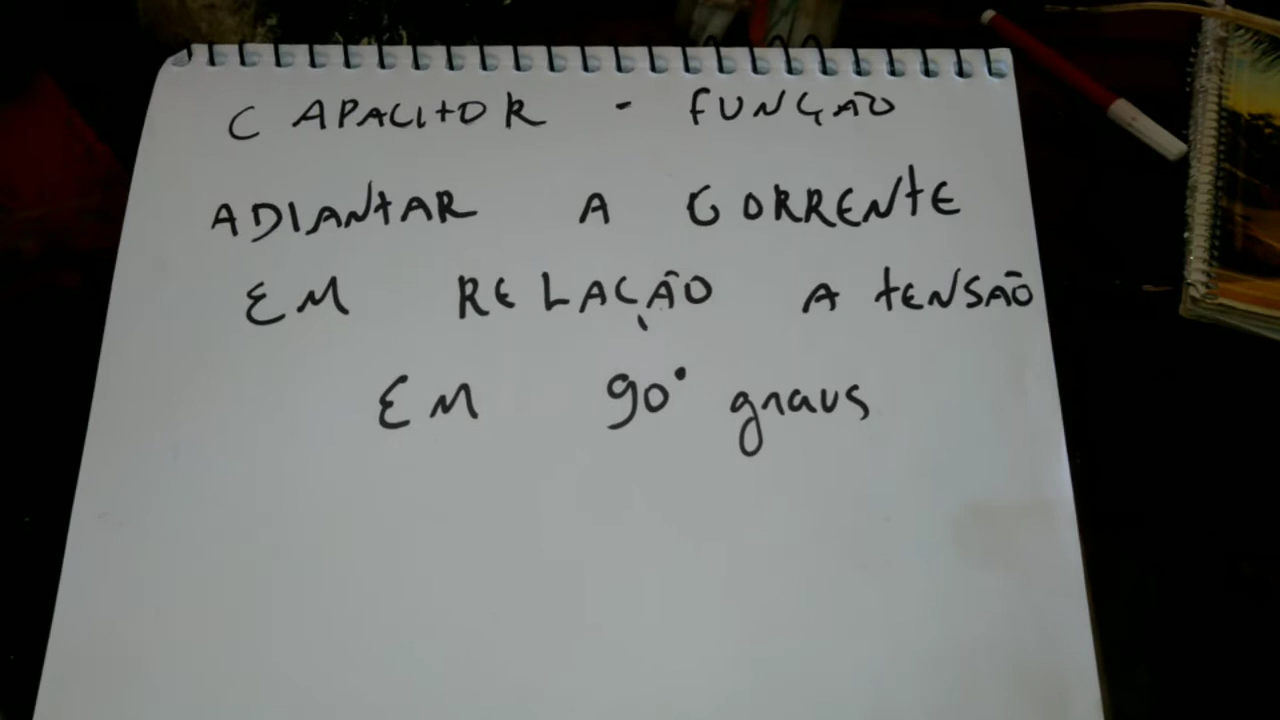 CAPACITOR - FUNÇÃO
ADIANTAR A CORRENTE
EM RELAÇÃO A TENSÃO
EM 90° graus